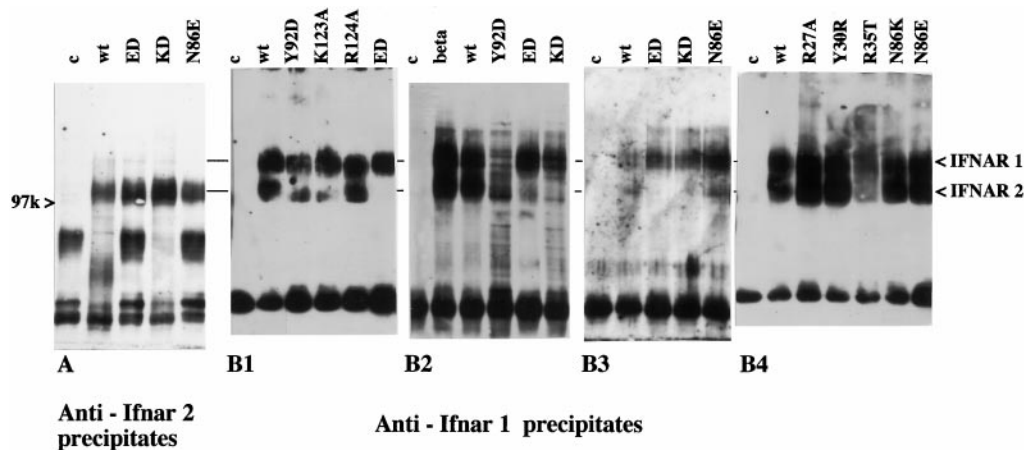 c wt ED KD N86E
c wt Y92D K123A R124A ED
c beta wt Y92D ED KD
c wt ED KD N86E
c wt R27A Y30R R35T N86K N86E
< IFNAR 1
97k >
< IFNAR 2
A B1 B2 B3 B4
Anti - Ifnar 2
precipitates
Anti - Ifnar 1 precipitates